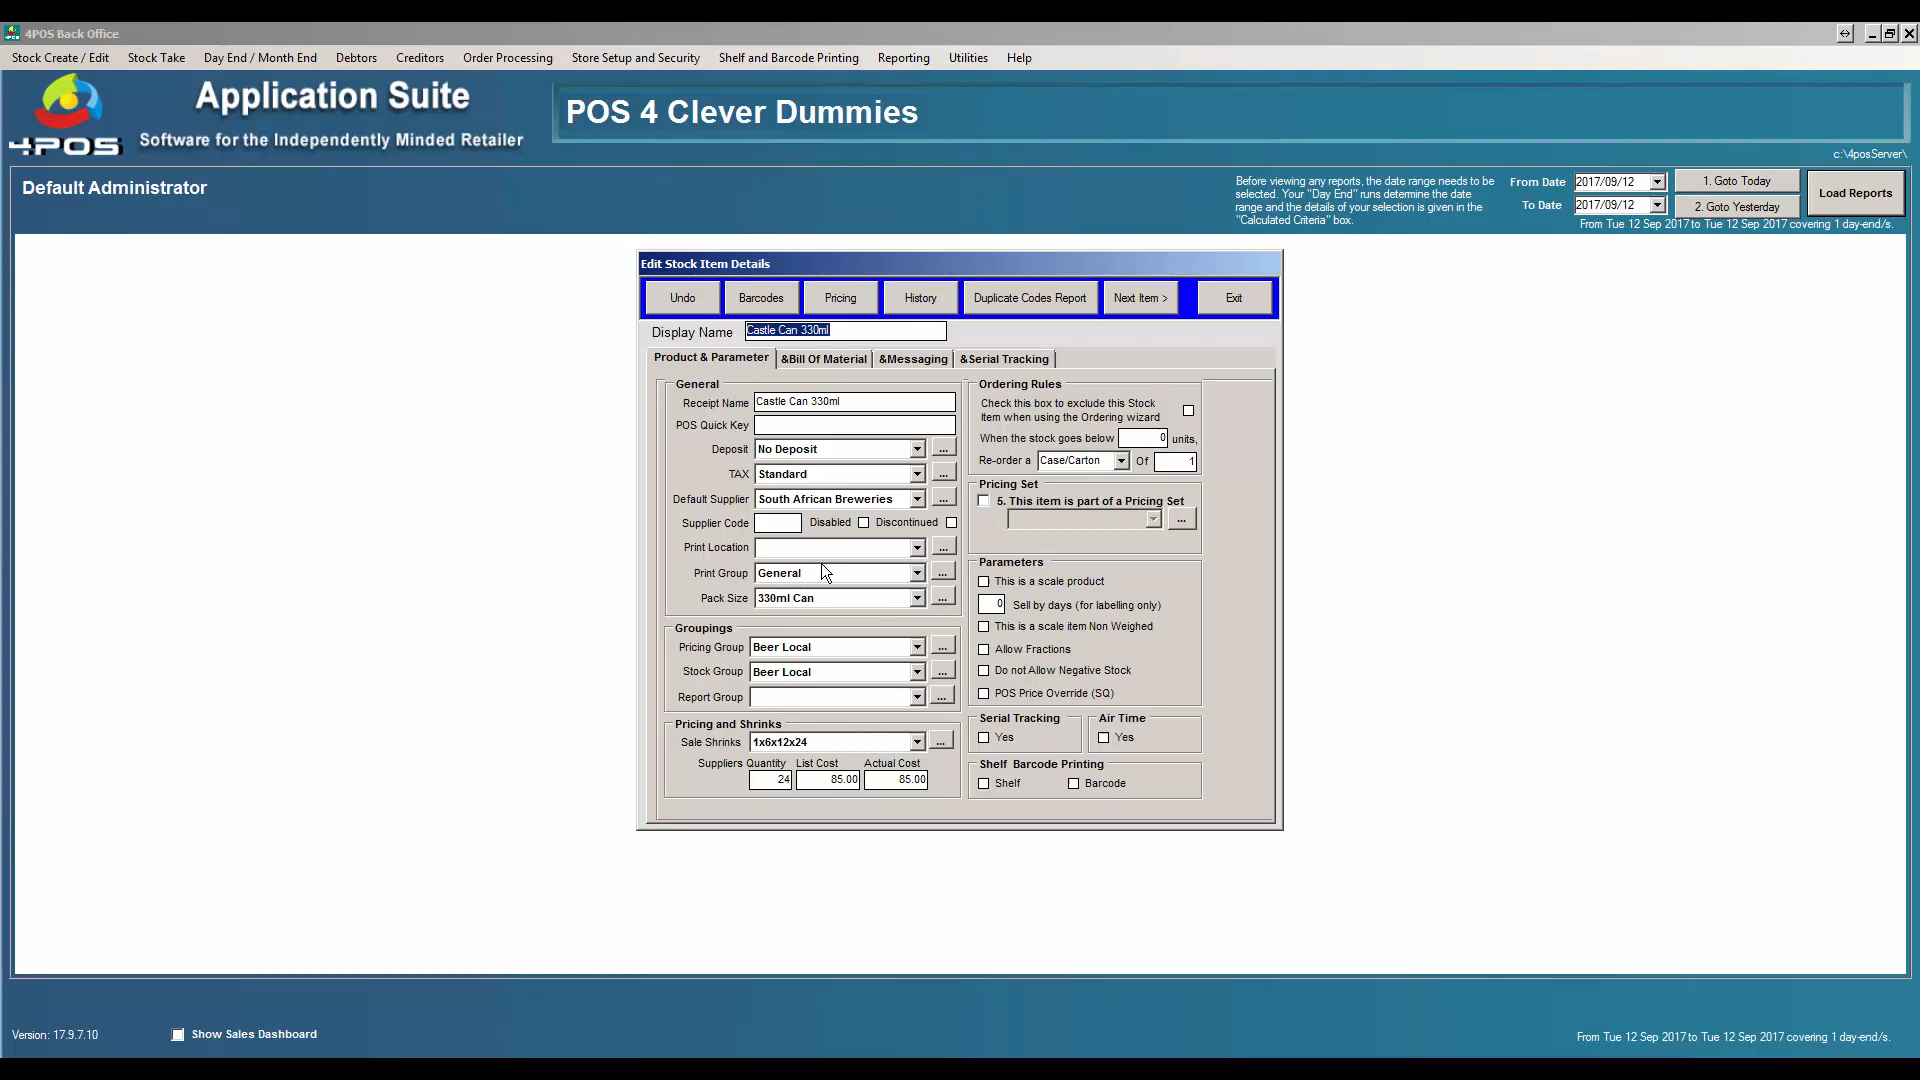 4POS Back Office
Stock Create / Edit Stock Take Day End / Month End Debtors Creditors Order Processing Store Setup and Security Shelf and Barcode Printing Reporting Utilities Help
4POS
Application Suite
Software for the Independently Minded Retailer
POS 4 Clever Dummies
c:\4posServer\
Default Administrator
Before viewing any reports, the date range needs to be
selected. Your "Day End" runs determine the date
range and the details of your selection is given in the
"Calculated Criteria" box.
From Date 2017/09/12 1. Goto Today
To Date 2017/09/12 2. Goto Yesterday
Load Reports
From Tue 12 Sep 2017 to Tue 12 Sep 2017 covering 1 day-end/s.
Edit Stock Item Details
Undo Barcodes Pricing History Duplicate Codes Report Next Item > Exit
Display Name Castle Can 330ml
Product & Parameter &Bill Of Material &Messaging &Serial Tracking
General
Receipt Name Castle Can 330ml
POS Quick Key
Deposit No Deposit ...
TAX Standard ...
Default Supplier South African Breweries ...
Supplier Code Disabled Discontinued
Print Location ...
Print Group General ...
Pack Size 330ml Can ...
Groupings
Pricing Group Beer Local ...
Stock Group Beer Local ...
Report Group ...
Pricing and Shrinks
Sale Shrinks 1x6x12x24 ...
Suppliers Quantity List Cost Actual Cost
24 85.00 85.00
Ordering Rules
Check this box to exclude this Stock
Item when using the Ordering wizard
When the stock goes below 0 units,
Re-order a Case/Carton Of 1
Pricing Set
5. This item is part of a Pricing Set
...
Parameters
This is a scale product
0 Sell by days (for labelling only)
This is a scale item Non Weighed
Allow Fractions
Do not Allow Negative Stock
POS Price Override (SQ)
Serial Tracking Air Time
Yes Yes
Shelf Barcode Printing
Shelf Barcode
Version: 17.9.7.10 Show Sales Dashboard
From Tue 12 Sep 2017 to Tue 12 Sep 2017 covering 1 day-end/s.